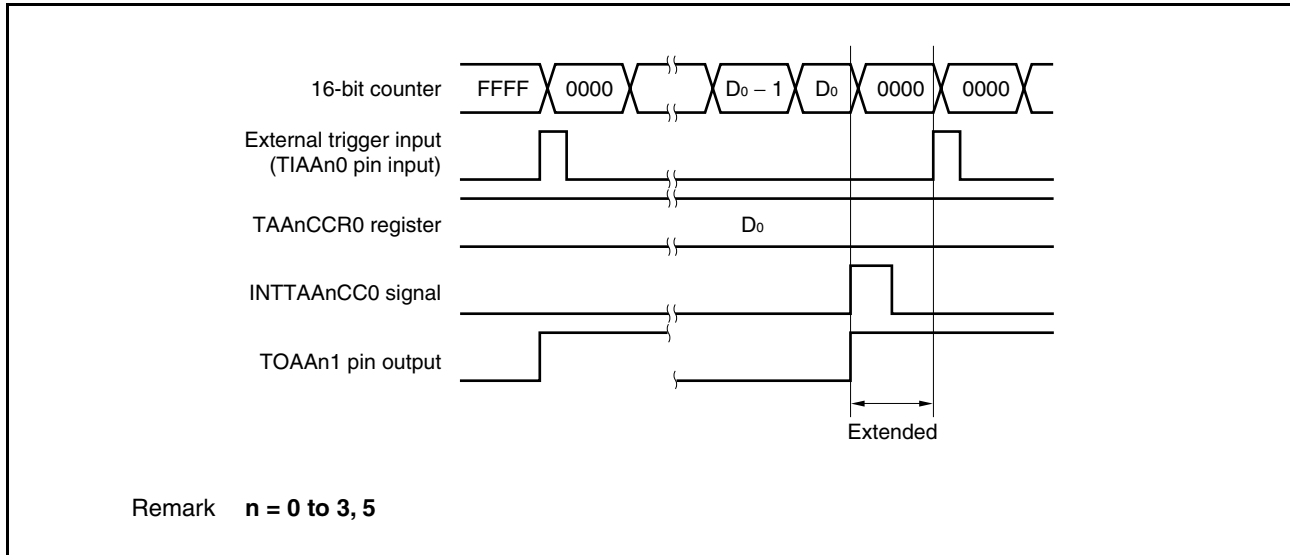 16-bit counter FFFF 0000 D₀ − 1 D₀ 0000 0000
External trigger input
(TIAAn0 pin input)
TAAnCCR0 register D₀
INTTAAnCC0 signal
TOAAn1 pin output
Extended
Remark n = 0 to 3, 5